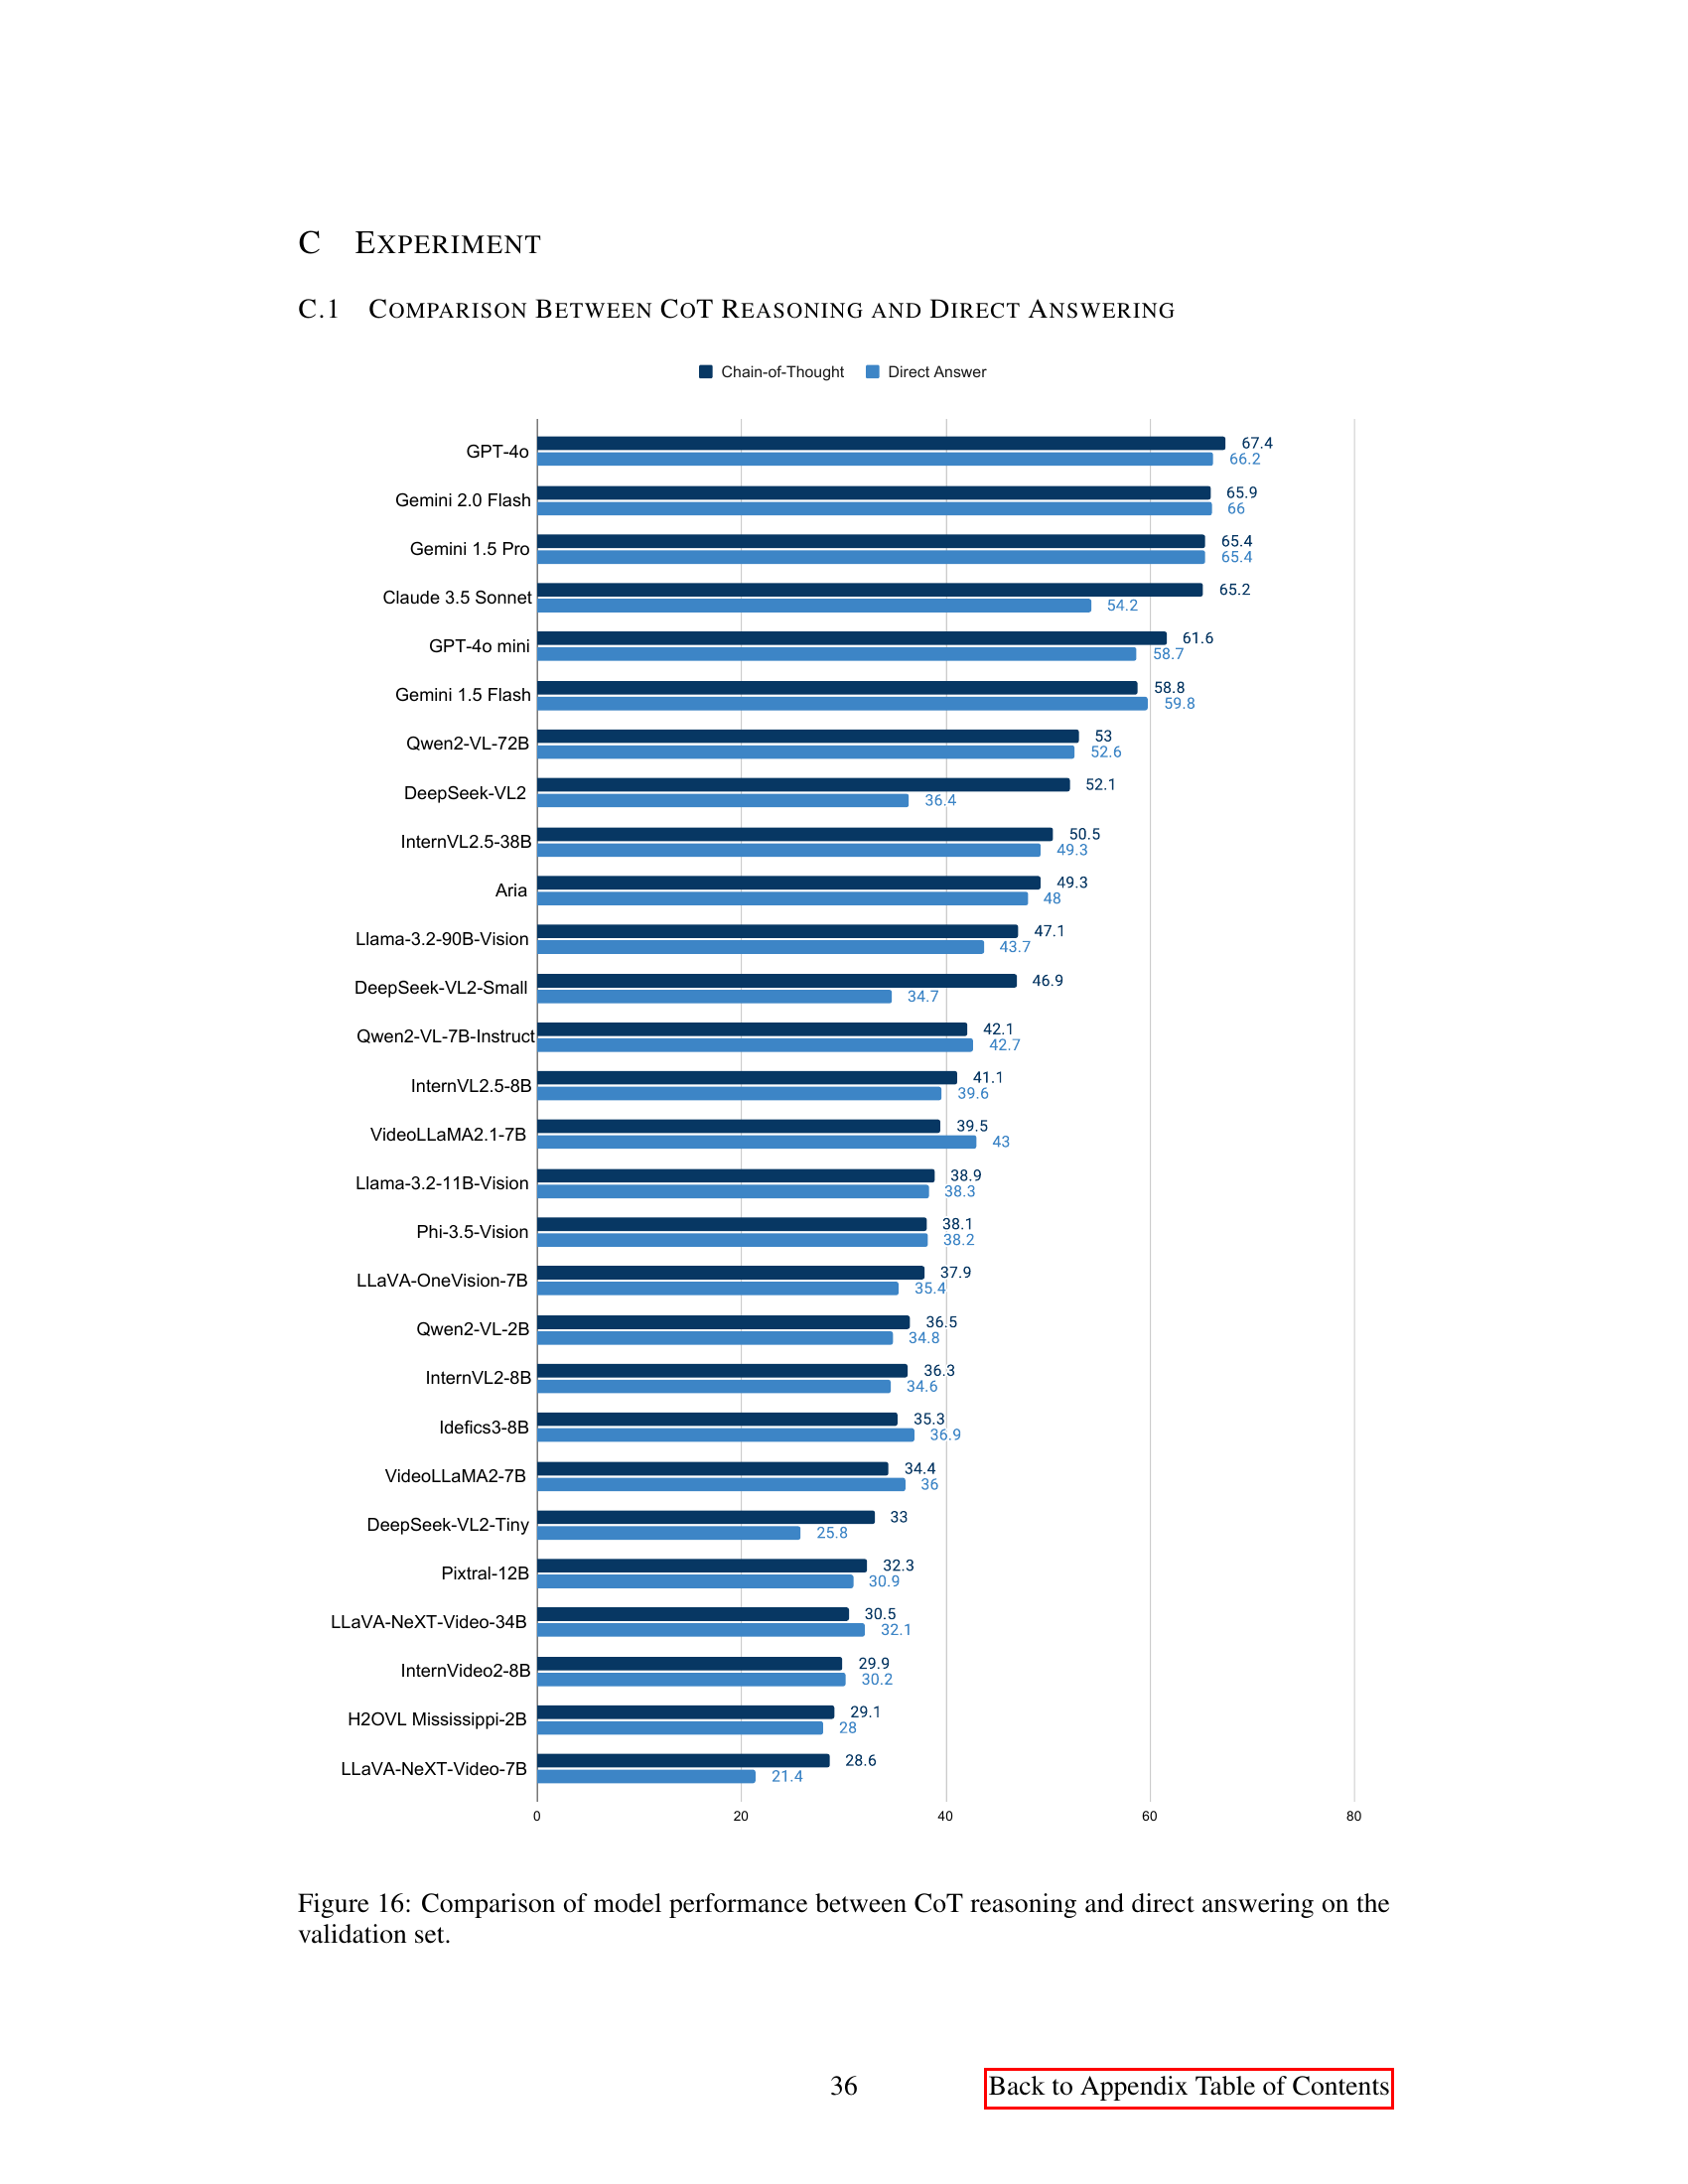 C EXPERIMENT
C.1 COMPARISON BETWEEN COT REASONING AND DIRECT ANSWERING
Chain-of-Thought Direct Answer
GPT-4o 67.4
66.2
Gemini 2.0 Flash 65.9
66
Gemini 1.5 Pro 65.4
65.4
Claude 3.5 Sonnet 65.2
54.2
GPT-4o mini 61.6
58.7
Gemini 1.5 Flash 58.8
59.8
Qwen2-VL-72B 53
52.6
DeepSeek-VL2 52.1
36.4
InternVL2.5-38B 50.5
49.3
Aria 49.3
48
Llama-3.2-90B-Vision 47.1
43.7
DeepSeek-VL2-Small 46.9
34.7
Qwen2-VL-7B-Instruct 42.1
42.7
InternVL2.5-8B 41.1
39.6
VideoLLaMA2.1-7B 39.5
43
Llama-3.2-11B-Vision 38.9
38.3
Phi-3.5-Vision 38.1
38.2
LLaVA-OneVision-7B 37.9
35.4
Qwen2-VL-2B 36.5
34.8
InternVL2-8B 36.3
34.6
Idefics3-8B 35.3
36.9
VideoLLaMA2-7B 34.4
36
DeepSeek-VL2-Tiny 33
25.8
Pixtral-12B 32.3
30.9
LLaVA-NeXT-Video-34B 30.5
32.1
InternVideo2-8B 29.9
30.2
H2OVL Mississippi-2B 29.1
28
LLaVA-NeXT-Video-7B 28.6
21.4
0 20 40 60 80
Figure 16: Comparison of model performance between CoT reasoning and direct answering on the
validation set.
36 Back to Appendix Table of Contents